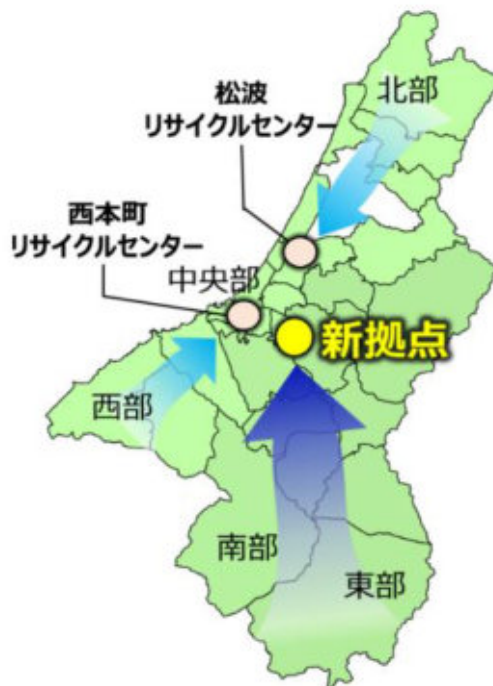 北部
松波
リサイクルセンター
西本町
リサイクルセンター
中央部
新拠点
西部
南部
東部